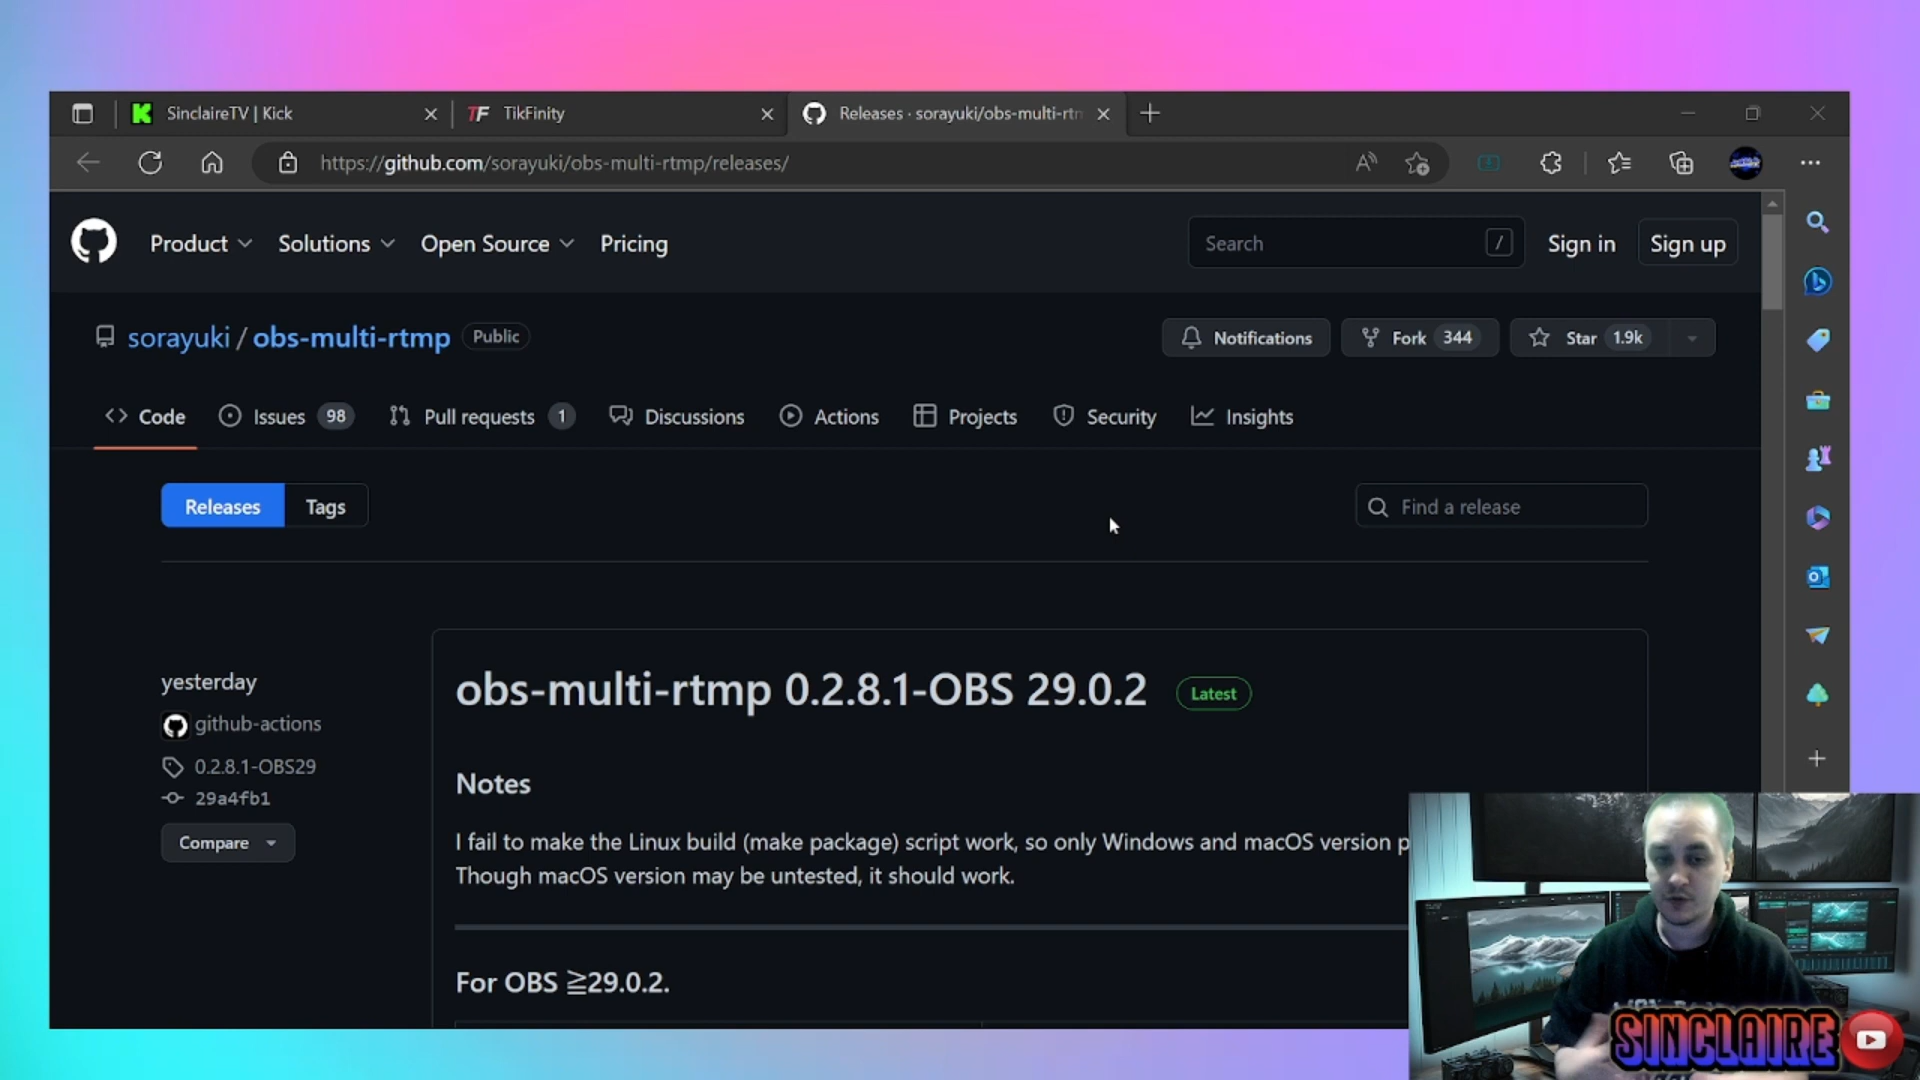 SinclaireTV | Kick
TF TikFinity
Releases · sorayuki/obs-multi-rtm
https://github.com/sorayuki/obs-multi-rtmp/releases/
Product
Solutions
Open Source
Pricing
Search /
Sign in
Sign up
sorayuki / obs-multi-rtmp Public
Notifications
Fork 344
Star 1.9k
Code
Issues 98
Pull requests 1
Discussions
Actions
Projects
Security
Insights
Releases
Tags
Find a release
yesterday
github-actions
0.2.8.1-OBS29
29a4fb1
Compare
obs-multi-rtmp 0.2.8.1-OBS 29.0.2 Latest
Notes
I fail to make the Linux build (make package) script work, so only Windows and macOS version p
Though macOS version may be untested, it should work.
For OBS ≧29.0.2.
SINCLAIRE